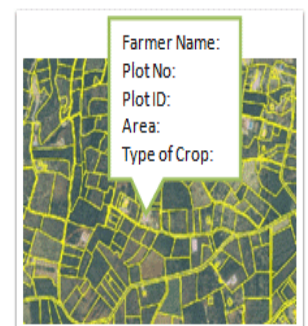 Farmer Name:
Plot No:
Plot ID:
Area:
Type of Crop: